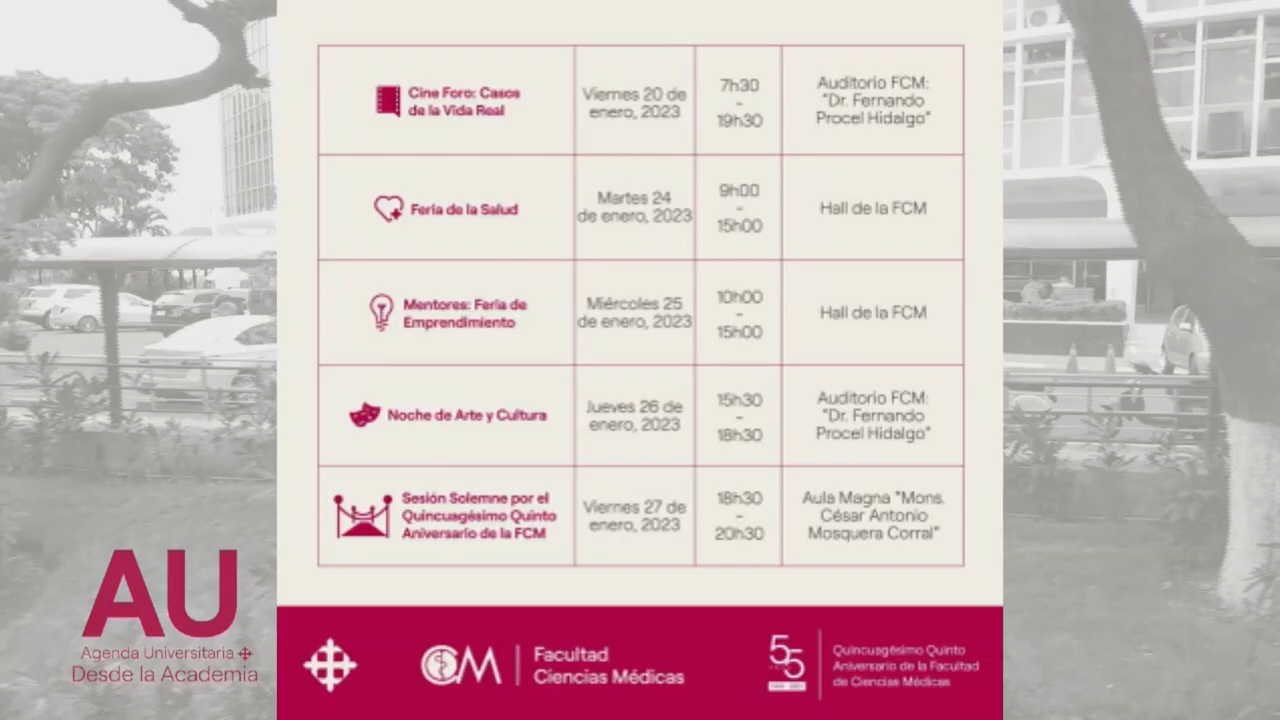 Cine Foro: Casos
de la Vida Real
Viernes 20 de
enero, 2023
7h30
-
19h30
Auditorio FCM:
"Dr. Fernando
Procel Hidalgo"
Feria de la Salud
Martes 24
de enero, 2023
9h00
-
15h00
Hall de la FCM
Mentores: Feria de
Emprendimiento
Miércoles 25
de enero, 2023
10h00
-
15h00
Hall de la FCM
Noche de Arte y Cultura
Jueves 26 de
enero, 2023
15h30
-
18h30
Auditorio FCM:
"Dr. Fernando
Procel Hidalgo"
Sesión Solemne por el
Quincuagésimo Quinto
Aniversario de la FCM
Viernes 27 de
enero, 2023
18h30
-
20h30
Aula Magna "Mons.
César Antonio
Mosquera Corral"
AU
Agenda Universitaria
Desde la Academia
CM
Facultad
Ciencias Médicas
55
Quincuagésimo Quinto
Aniversario de la Facultad
de Ciencias Médicas